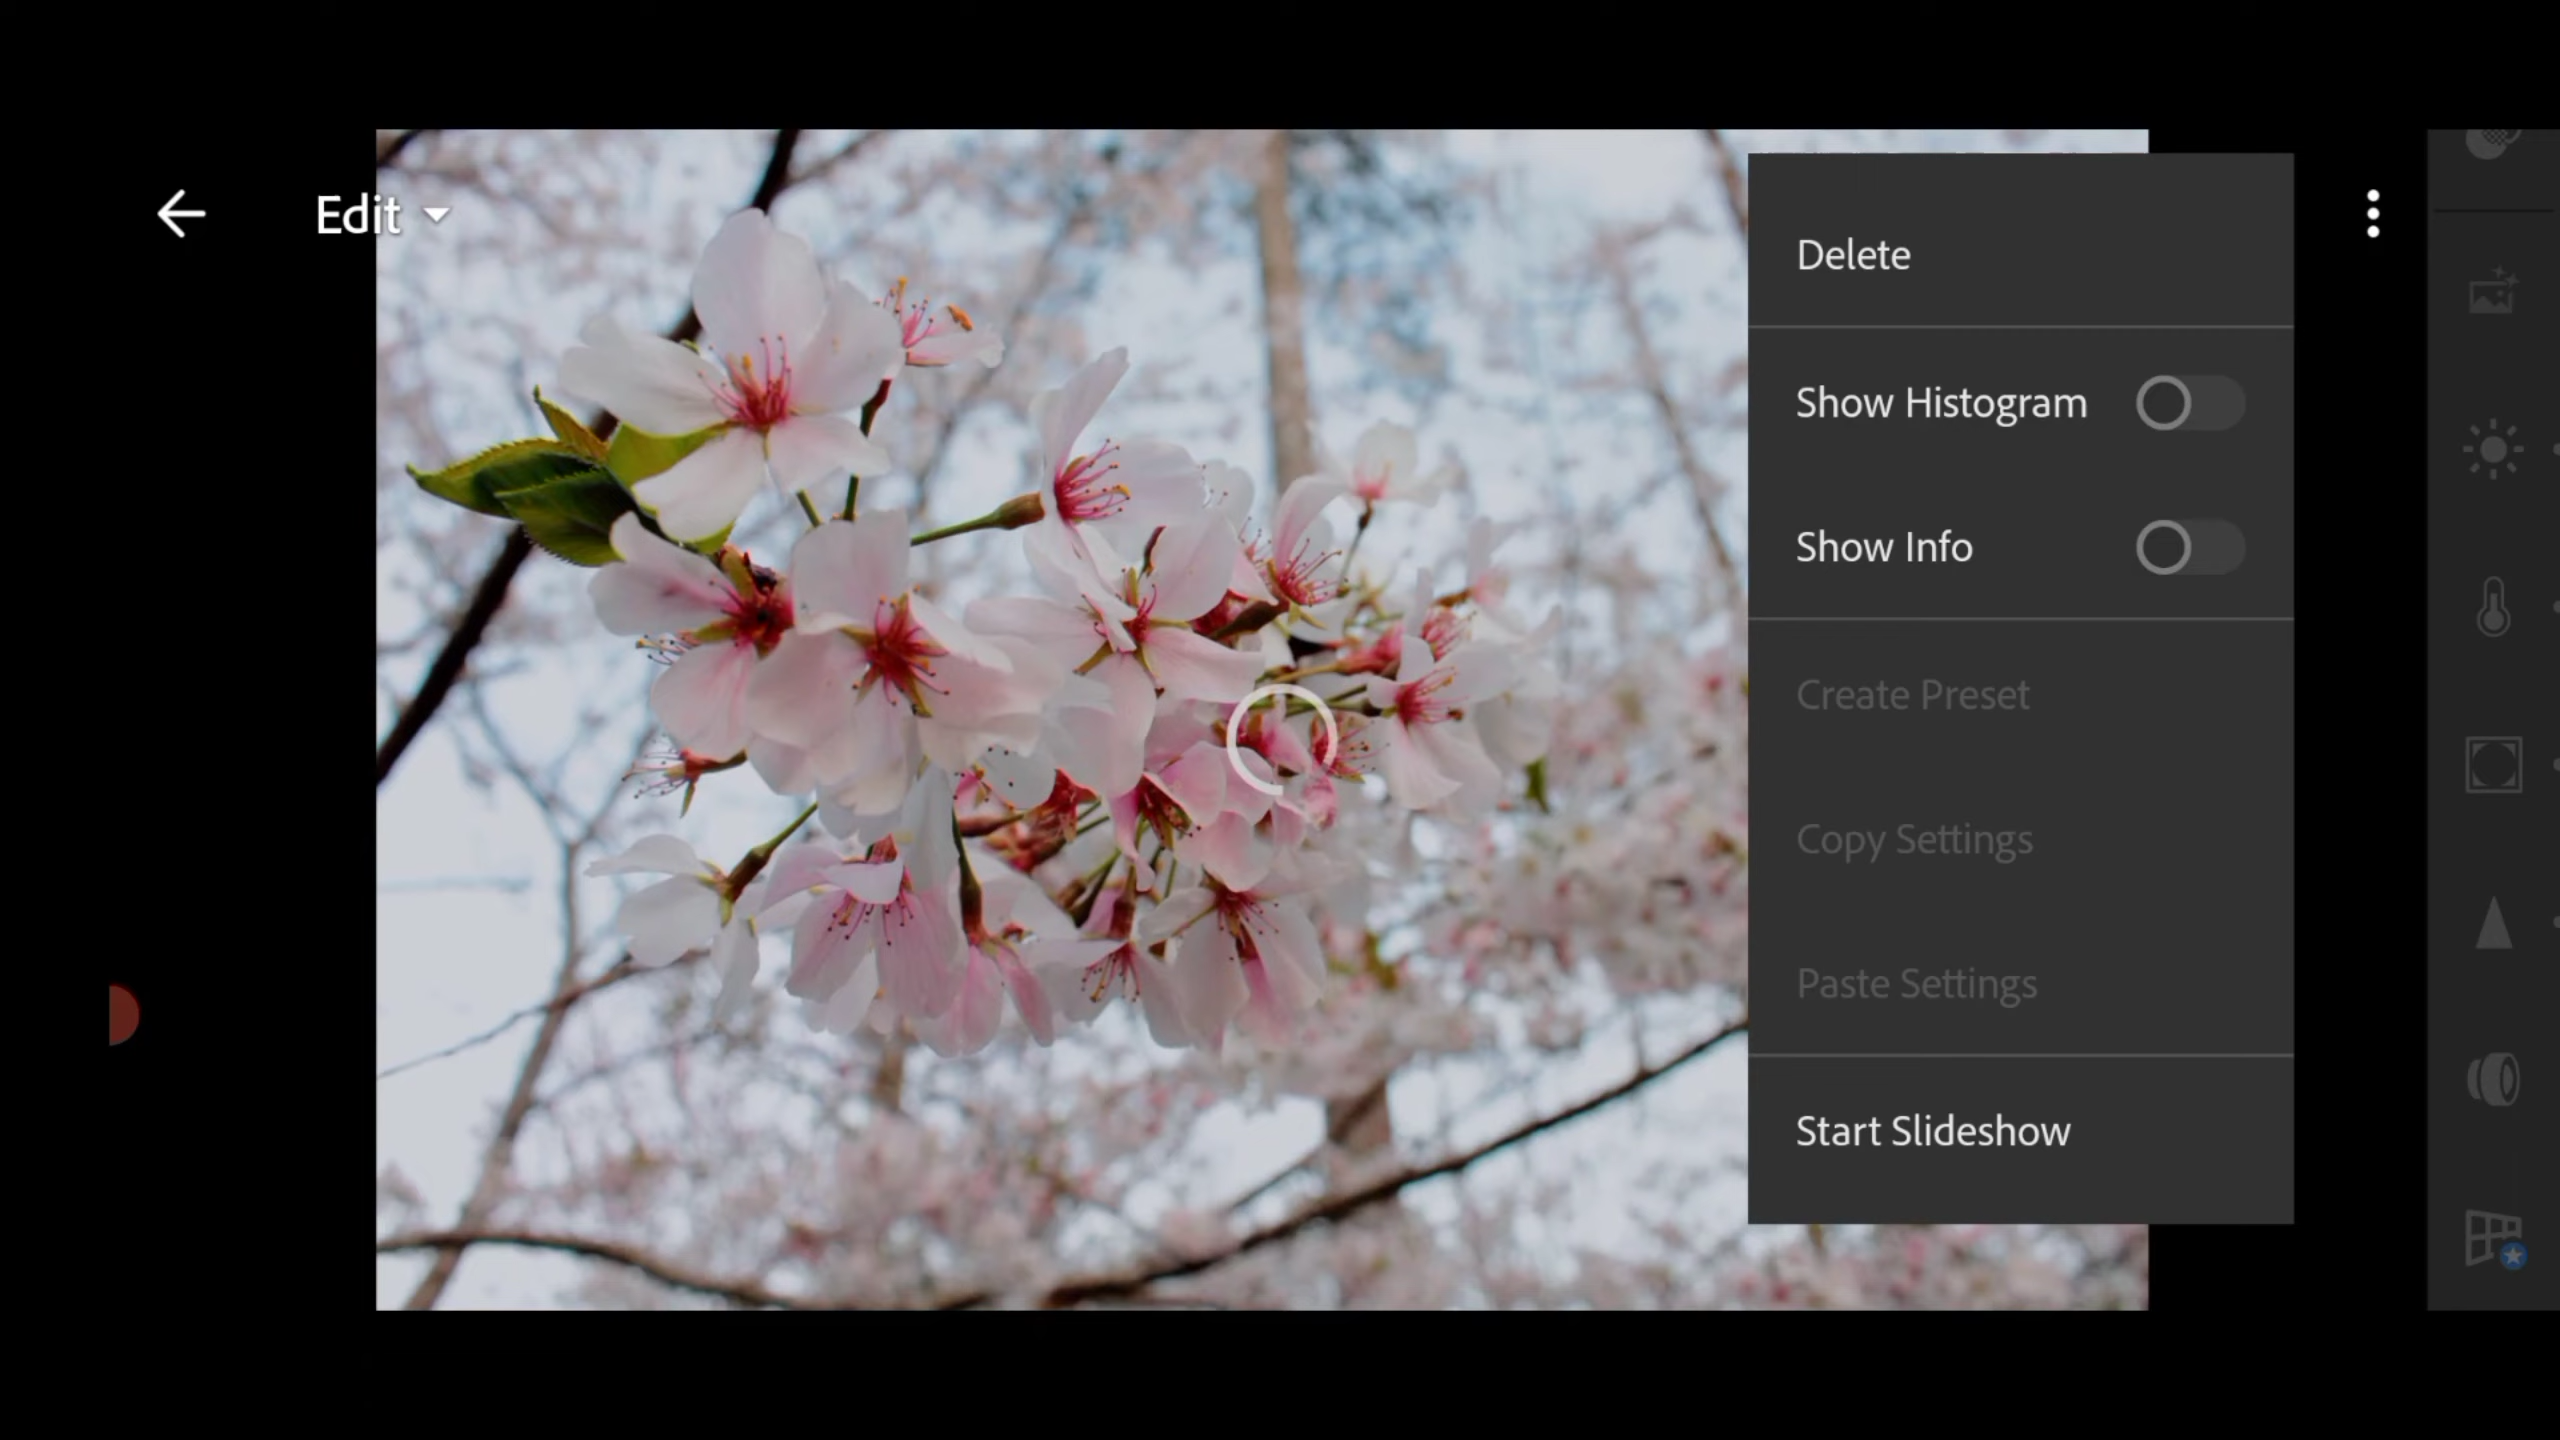 Edit
Delete
Show Histogram
Show Info
Create Preset
Copy Settings
Paste Settings
Start Slideshow